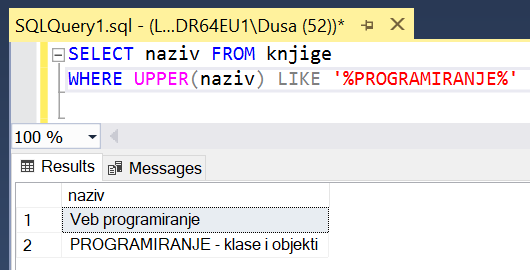 SQLQuery1.sql - (L...DR64EU1\Dusa (52))*
SELECT naziv FROM knjige
WHERE UPPER(naziv) LIKE '%PROGRAMIRANJE%'
100 %
Results Messages
naziv
1 Veb programiranje
2 PROGRAMIRANJE - klase i objekti